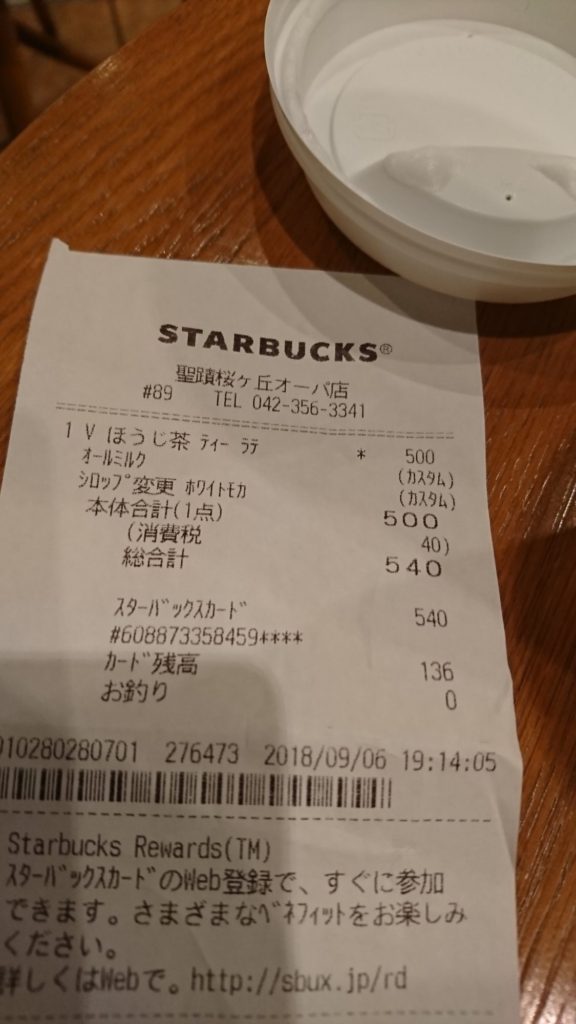 STARBUCKS®
聖蹟桜ヶ丘オーパ店
#89 TEL 042-356-3341
1 V ほうじ茶 ティー ラテ * 500
オールミルク (カスタム)
シロップ変更 ホワイトモカ (カスタム)
本体合計(1点) 500
(消費税 40)
総合計 540
スターバックスカード 540
#608873358459****
カード残高 136
お釣り 0
010280280701 276473 2018/09/06 19:14:05
Starbucks Rewards(TM)
スターバックスカードのWeb登録で、すぐに参加
できます。さまざまなベネフィットをお楽しみ
ください。
詳しくはWebで。http://sbux.jp/rd